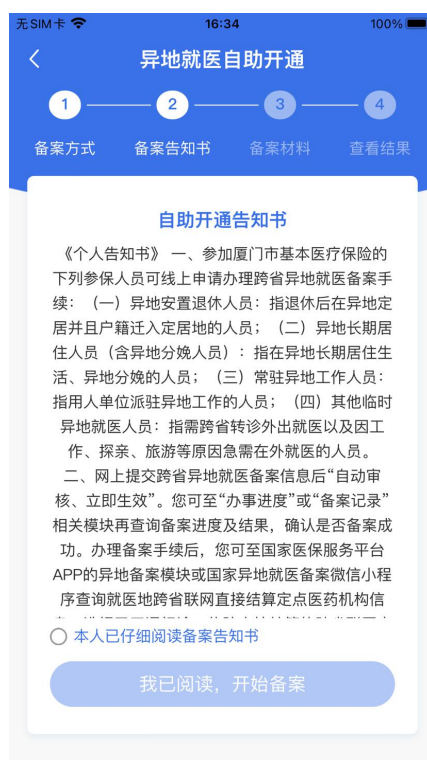 无SIM卡 16:34 100%
异地就医自助开通
1 2 3 4
备案方式 备案告知书 备案材料 查看结果
自助开通告知书
《个人告知书》 一、参加厦门市基本医疗保险的
下列参保人员可线上申请办理跨省异地就医备案手
续：（一）异地安置退休人员：指退休后在异地定
居并且户籍迁入定居地的人员；（二）异地长期居
住人员（含异地分娩人员）：指在异地长期居住生
活、异地分娩的人员；（三）常驻异地工作人员：
指用人单位派驻异地工作的人员；（四）其他临时
异地就医人员：指需跨省转诊外出就医以及因工
作、探亲、旅游等原因急需在外就医的人员。
二、网上提交跨省异地就医备案信息后“自动审
核、立即生效”。您可至“办事进度”或“备案记录”
相关模块再查询备案进度及结果，确认是否备案成
功。办理备案手续后，您可至国家医保服务平台
APP的异地备案模块或国家异地就医备案微信小程
序查询就医地跨省联网直接结算定点医药机构信
本人已仔细阅读备案告知书
我已阅读，开始备案